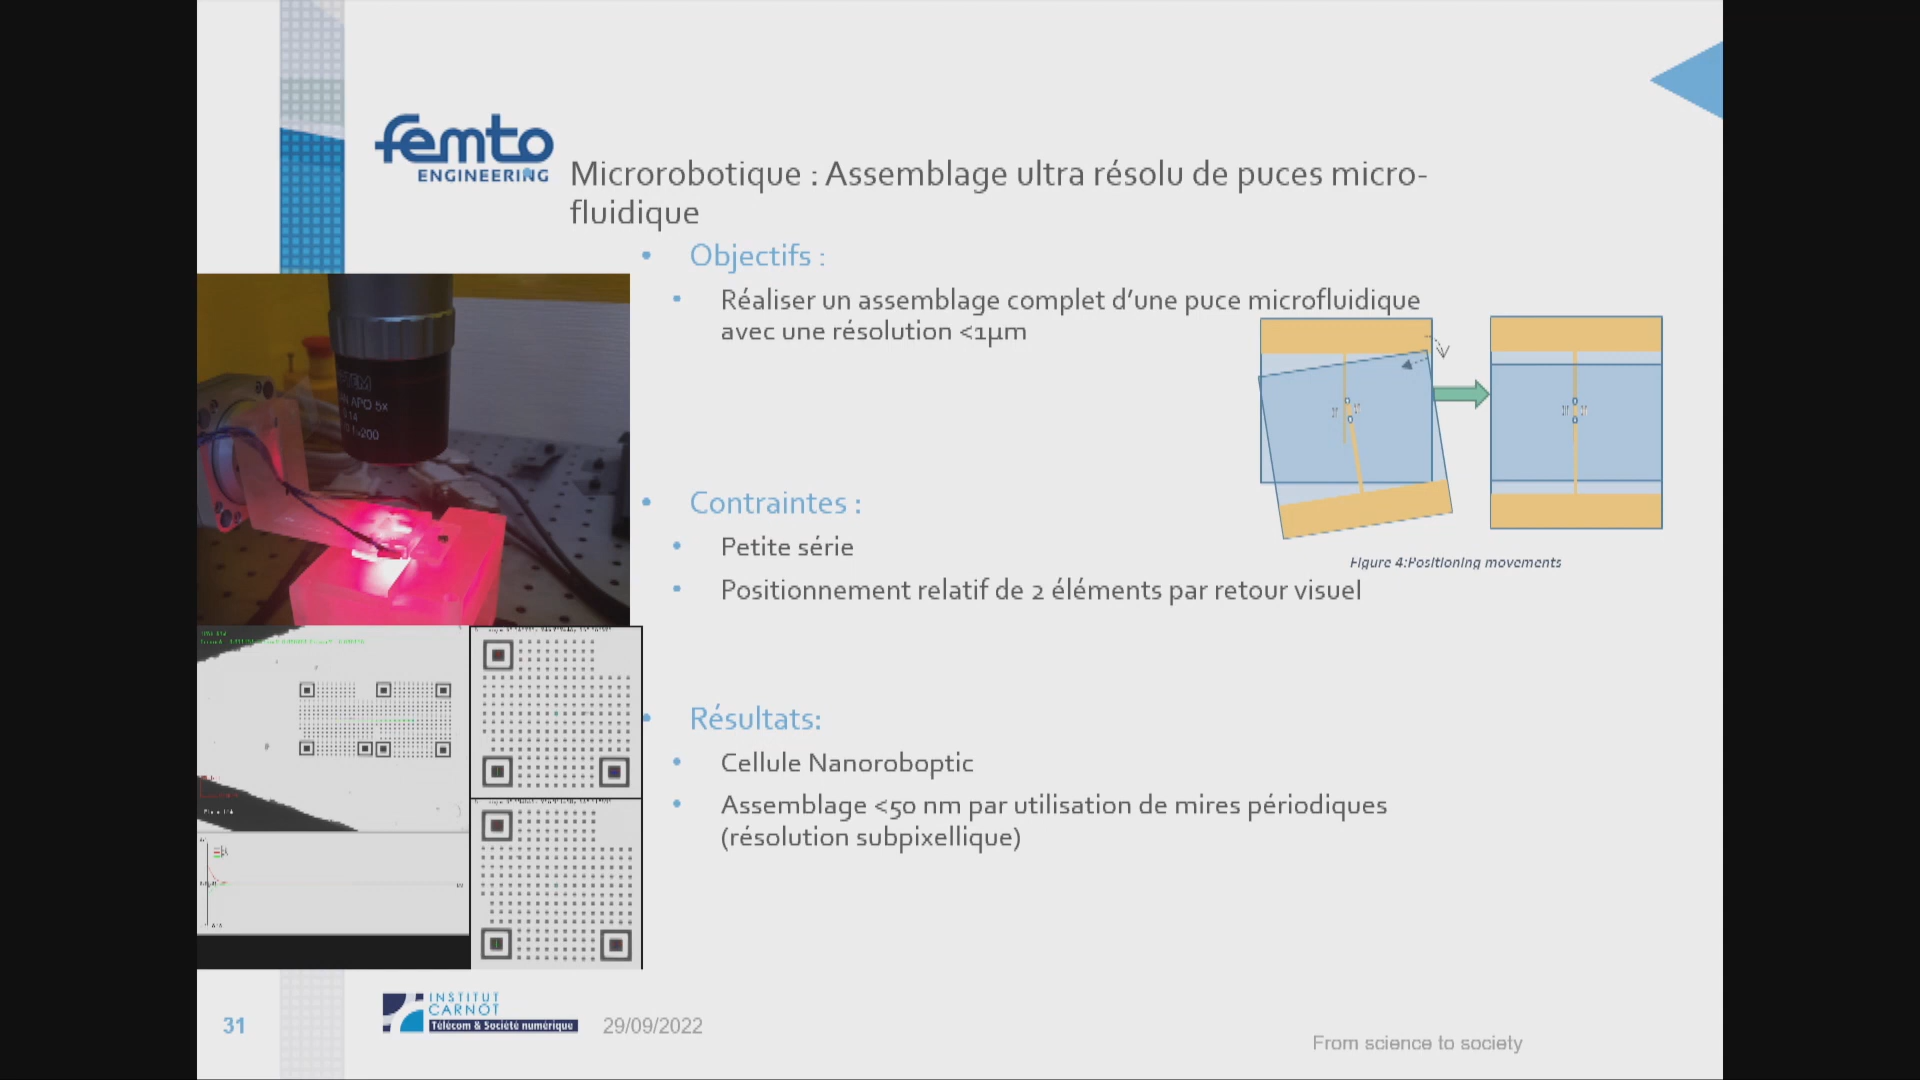 femto
ENGINEERING
Microrobotique : Assemblage ultra résolu de puces micro-
fluidique
• Objectifs :
• Réaliser un assemblage complet d’une puce microfluidique
avec une résolution <1µm
Figure 4:Positioning movements
• Contraintes :
• Petite série
• Positionnement relatif de 2 éléments par retour visuel
• Résultats:
• Cellule Nanoroboptic
• Assemblage <50 nm par utilisation de mires périodiques
(résolution subpixellique)
APO 5x
31
INSTITUT
CARNOT
Télécom & Société numérique
29/09/2022
From science to society